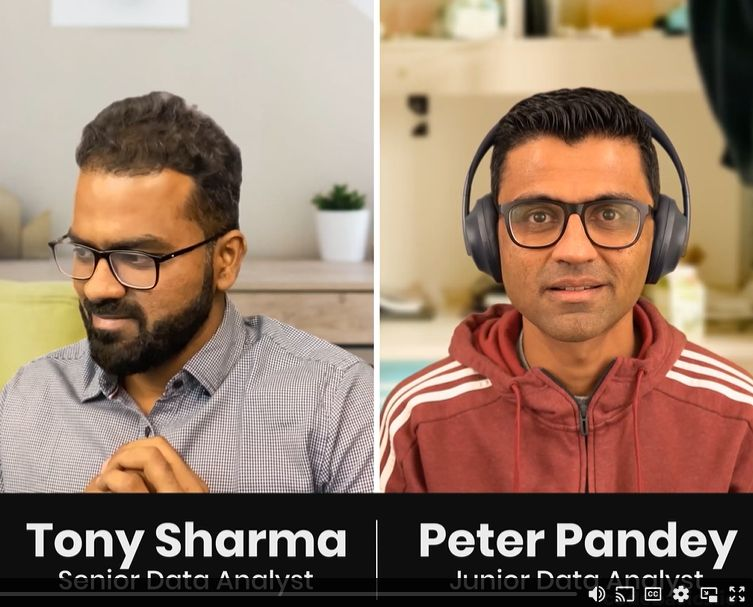 Tony Sharma
Senior Data Analyst
Peter Pandey
Junior Data Analyst